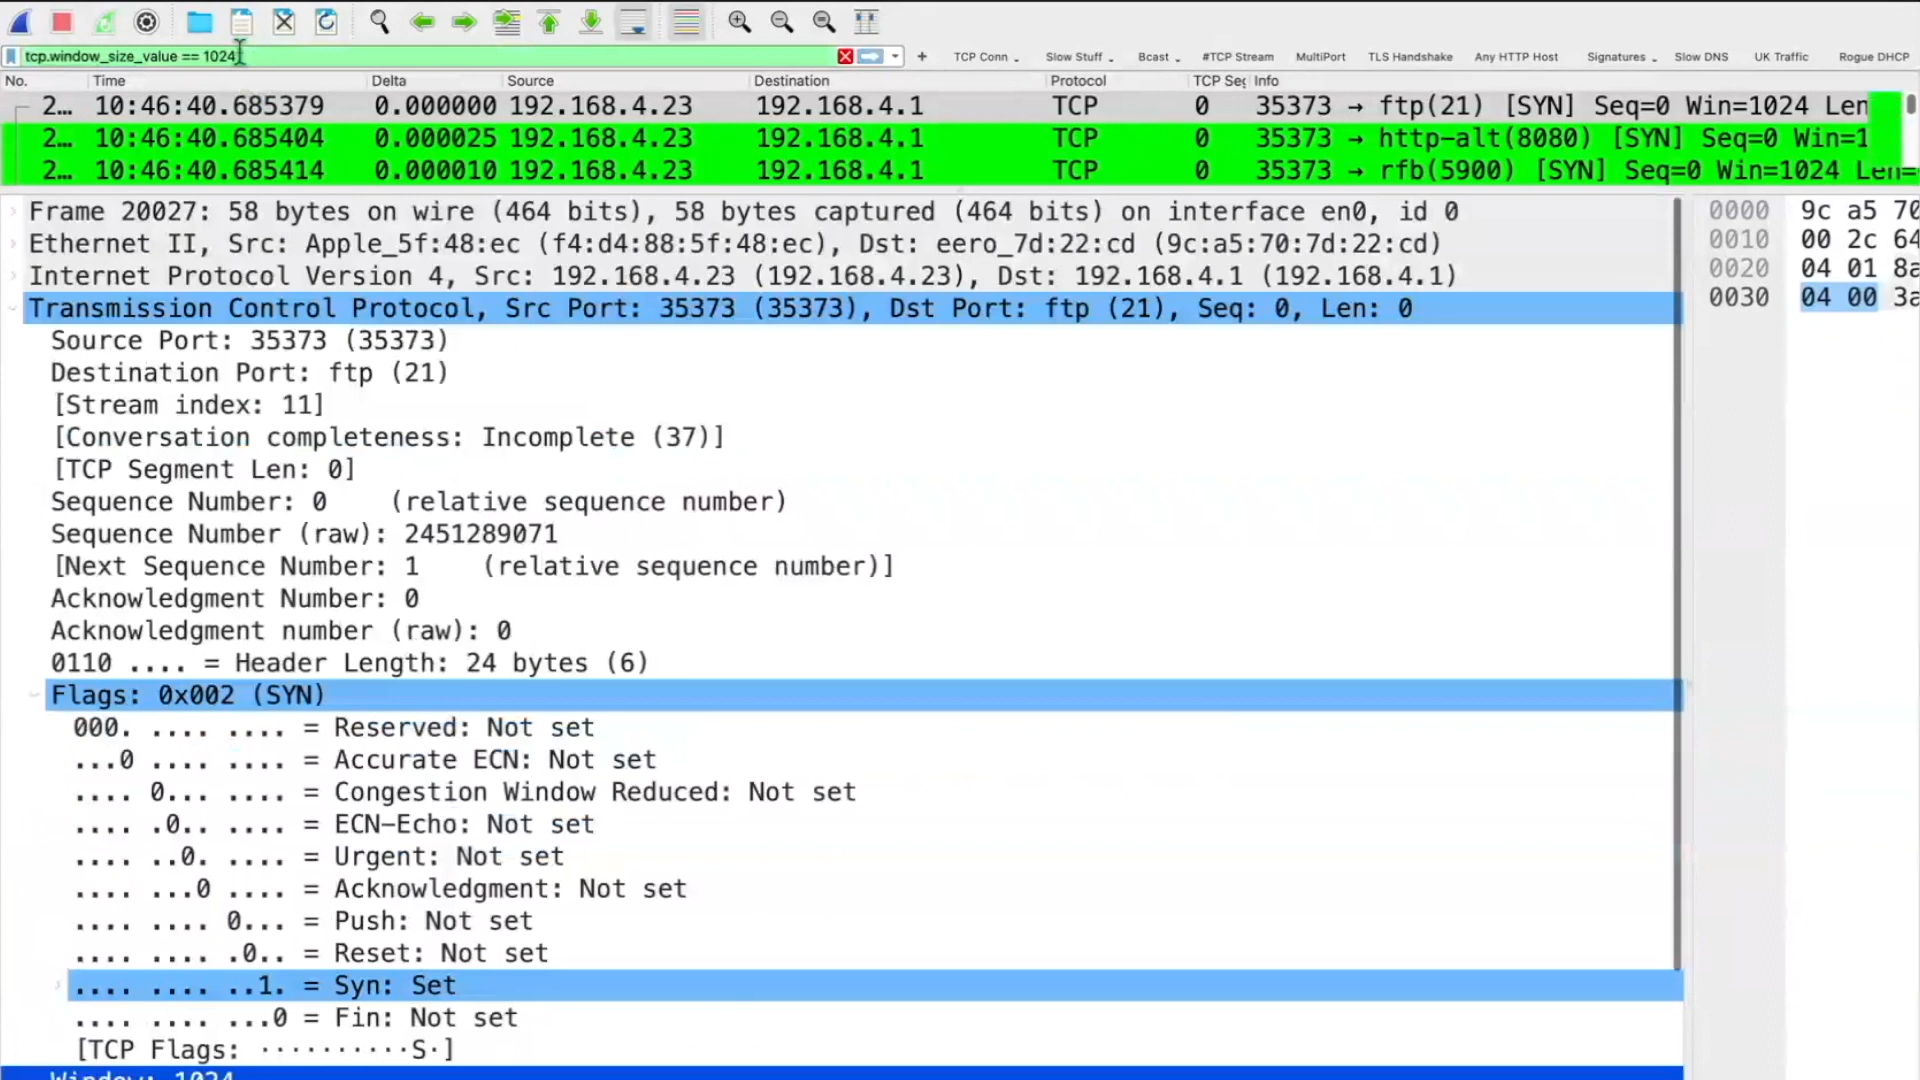 tcp.window_size_value == 1024
+ TCP Conn Slow Stuff Bcast #TCP Stream MultiPort TLS Handshake Any HTTP Host Signatures Slow DNS UK Traffic Rogue DHCP
No. Time Delta Source Destination Protocol TCP Seq Info
2… 10:46:40.685379 0.000000 192.168.4.23 192.168.4.1 TCP 0 35373 → ftp(21) [SYN] Seq=0 Win=1024 Len
2… 10:46:40.685404 0.000025 192.168.4.23 192.168.4.1 TCP 0 35373 → http-alt(8080) [SYN] Seq=0 Win=1
2… 10:46:40.685414 0.000010 192.168.4.23 192.168.4.1 TCP 0 35373 → rfb(5900) [SYN] Seq=0 Win=1024 Len=
Frame 20027: 58 bytes on wire (464 bits), 58 bytes captured (464 bits) on interface en0, id 0
Ethernet II, Src: Apple_5f:48:ec (f4:d4:88:5f:48:ec), Dst: eero_7d:22:cd (9c:a5:70:7d:22:cd)
Internet Protocol Version 4, Src: 192.168.4.23 (192.168.4.23), Dst: 192.168.4.1 (192.168.4.1)
Transmission Control Protocol, Src Port: 35373 (35373), Dst Port: ftp (21), Seq: 0, Len: 0
Source Port: 35373 (35373)
Destination Port: ftp (21)
[Stream index: 11]
[Conversation completeness: Incomplete (37)]
[TCP Segment Len: 0]
Sequence Number: 0 (relative sequence number)
Sequence Number (raw): 2451289071
[Next Sequence Number: 1 (relative sequence number)]
Acknowledgment Number: 0
Acknowledgment number (raw): 0
0110 .... = Header Length: 24 bytes (6)
Flags: 0x002 (SYN)
000. .... .... = Reserved: Not set
...0 .... .... = Accurate ECN: Not set
.... 0... .... = Congestion Window Reduced: Not set
.... .0.. .... = ECN-Echo: Not set
.... ..0. .... = Urgent: Not set
.... ...0 .... = Acknowledgment: Not set
.... .... 0... = Push: Not set
.... .... .0.. = Reset: Not set
.... .... ..1. = Syn: Set
.... .... ...0 = Fin: Not set
[TCP Flags: ··········S·]
Window: 1024
0000 9c a5 70
0010 00 2c 64
0020 04 01 8a
0030 04 00 3a